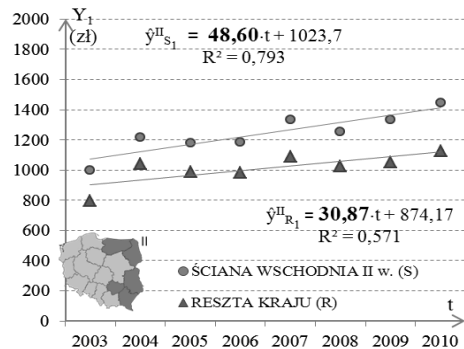 Y₁
(zł)
ŷᴵᴵS₁ = 48,60·t + 1023,7
R² = 0,793
2000
1800
1600
1400
1200
1000
800
600
400
200
0
ŷᴵᴵR₁ = 30,87·t + 874,17
R² = 0,571
II
ŚCIANA WSCHODNIA II w. (S)
RESZTA KRAJU (R)
t
2003 2004 2005 2006 2007 2008 2009 2010